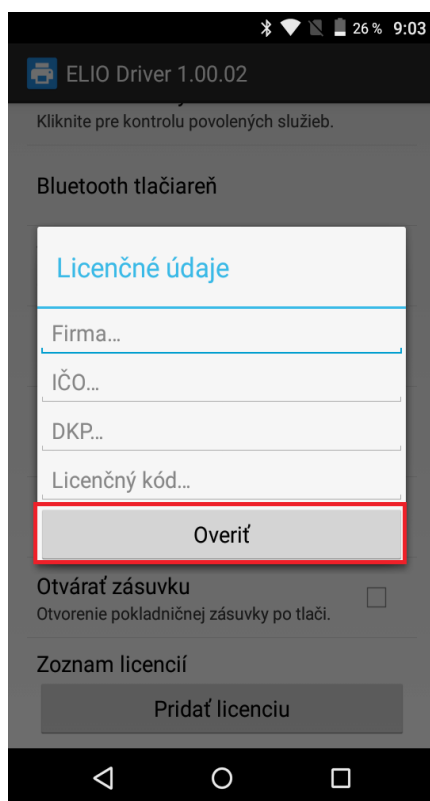 26 % 9:03
ELIO Driver 1.00.02
Kliknite pre kontrolu povolených služieb.
Bluetooth tlačiareň
Licenčné údaje
Firma...
IČO...
DKP...
Licenčný kód...
Overiť
Otvárať zásuvku
Otvorenie pokladničnej zásuvky po tlači.
Zoznam licencií
Pridať licenciu